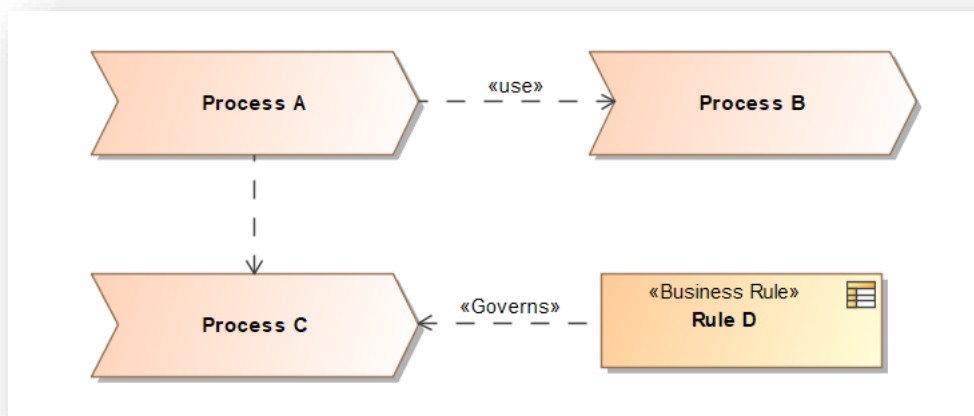 Process A
«use»
Process B
Process C
«Governs»
«Business Rule»
Rule D